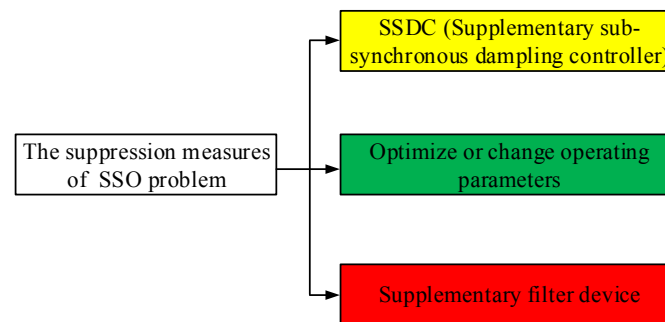 SSDC (Supplementary sub-
synchronous dampling controller)
The suppression measures
of SSO problem
Optimize or change operating
parameters
Supplementary filter device